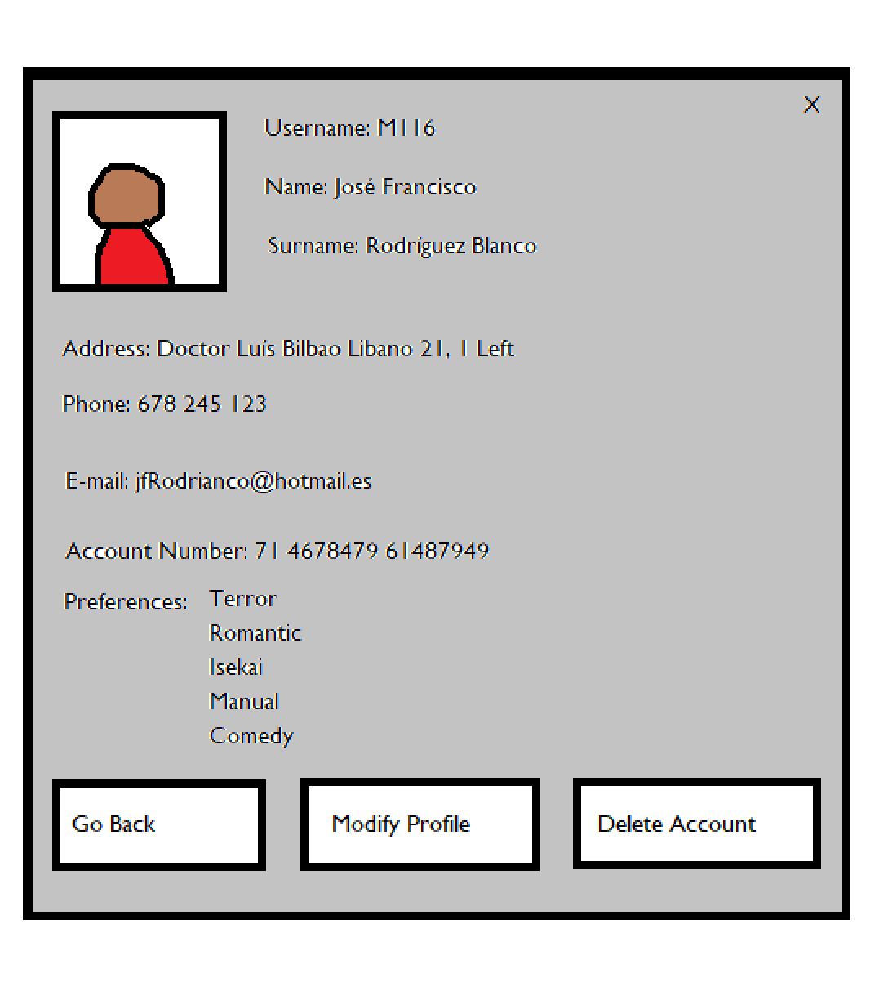 X
Username: M116
Name: José Francisco
Surname: Rodríguez Blanco
Address: Doctor Luís Bilbao Libano 21, 1 Left
Phone: 678 245 123
E-mail: jfRodrianco@hotmail.es
Account Number: 71 4678479 61487949
Preferences: Terror
Romantic
Isekai
Manual
Comedy
Go Back
Modify Profile
Delete Account